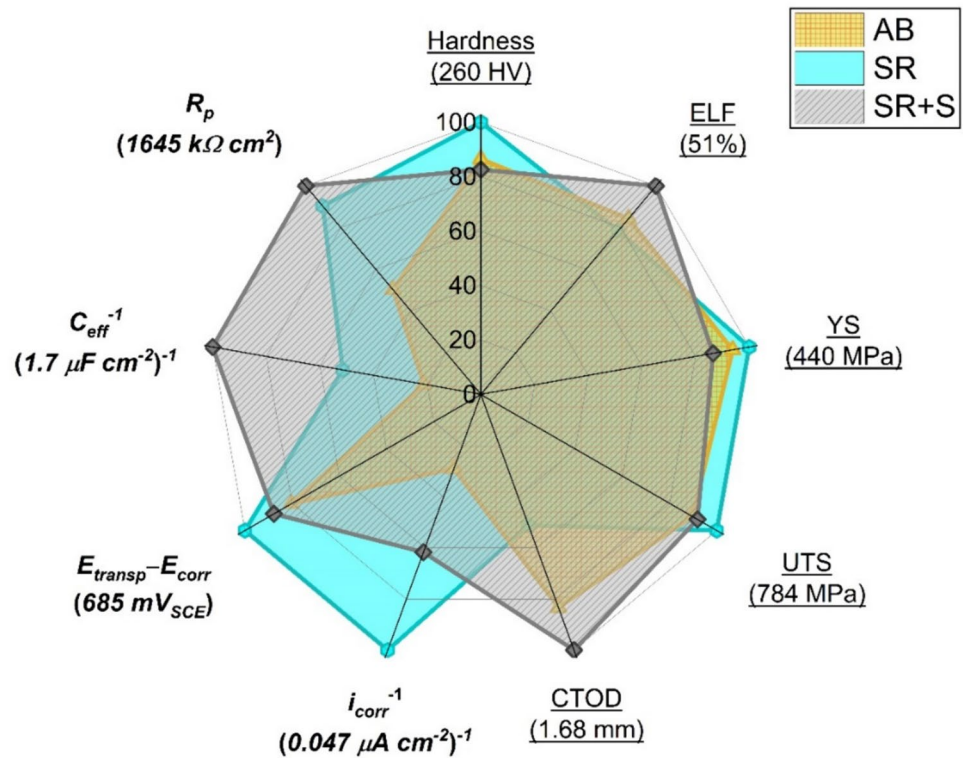 Hardness
(260 HV)
AB
SR
SR+S
R_p
(1645 kΩ cm²)
ELF
(51%)
100
80
60
40
20
0
C_eff⁻¹
(1.7 μF cm⁻²)⁻¹
YS
(440 MPa)
E_transp–E_corr
(685 mV_SCE)
UTS
(784 MPa)
i_corr⁻¹
(0.047 μA cm⁻²)⁻¹
CTOD
(1.68 mm)